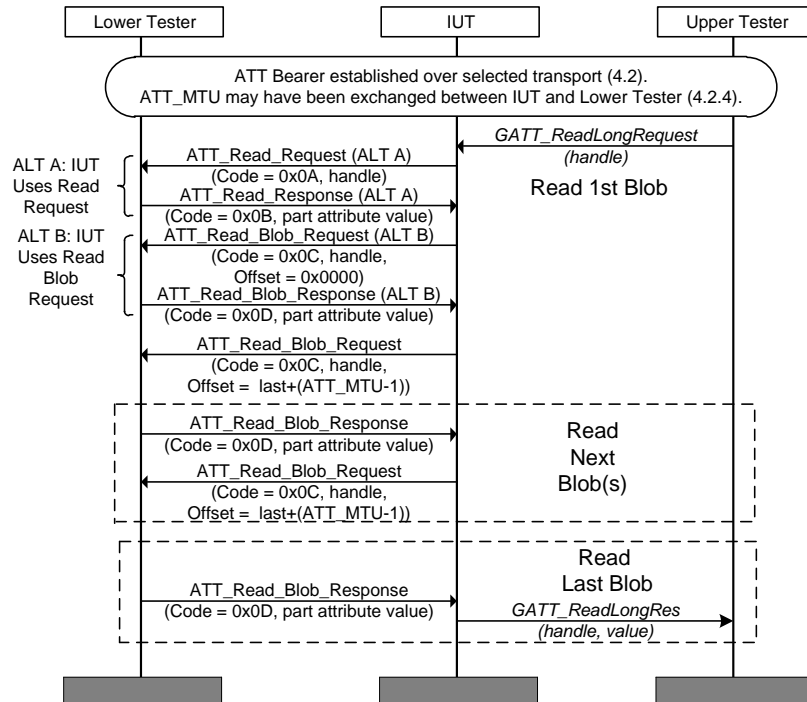 Lower Tester
IUT
Upper Tester
ATT Bearer established over selected transport (4.2).
ATT_MTU may have been exchanged between IUT and Lower Tester (4.2.4).
GATT_ReadLongRequest
(handle)
ALT A: IUT
Uses Read
Request
ATT_Read_Request (ALT A)
(Code = 0x0A, handle)
Read 1st Blob
ATT_Read_Response (ALT A)
(Code = 0x0B, part attribute value)
ALT B: IUT
Uses Read
Blob
Request
ATT_Read_Blob_Request (ALT B)
(Code = 0x0C, handle,
Offset = 0x0000)
ATT_Read_Blob_Response (ALT B)
(Code = 0x0D, part attribute value)
ATT_Read_Blob_Request
(Code = 0x0C, handle,
Offset = last+(ATT_MTU-1))
ATT_Read_Blob_Response
(Code = 0x0D, part attribute value)
Read
Next
Blob(s)
ATT_Read_Blob_Request
(Code = 0x0C, handle,
Offset = last+(ATT_MTU-1))
Read
Last Blob
ATT_Read_Blob_Response
(Code = 0x0D, part attribute value)
GATT_ReadLongRes
(handle, value)